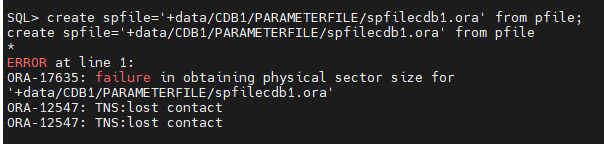 SQL> create spfile='+data/CDB1/PARAMETERFILE/spfilecdb1.ora' from pfile;
create spfile='+data/CDB1/PARAMETERFILE/spfilecdb1.ora' from pfile
*
ERROR at line 1:
ORA-17635: failure in obtaining physical sector size for
'+data/CDB1/PARAMETERFILE/spfilecdb1.ora'
ORA-12547: TNS:lost contact
ORA-12547: TNS:lost contact